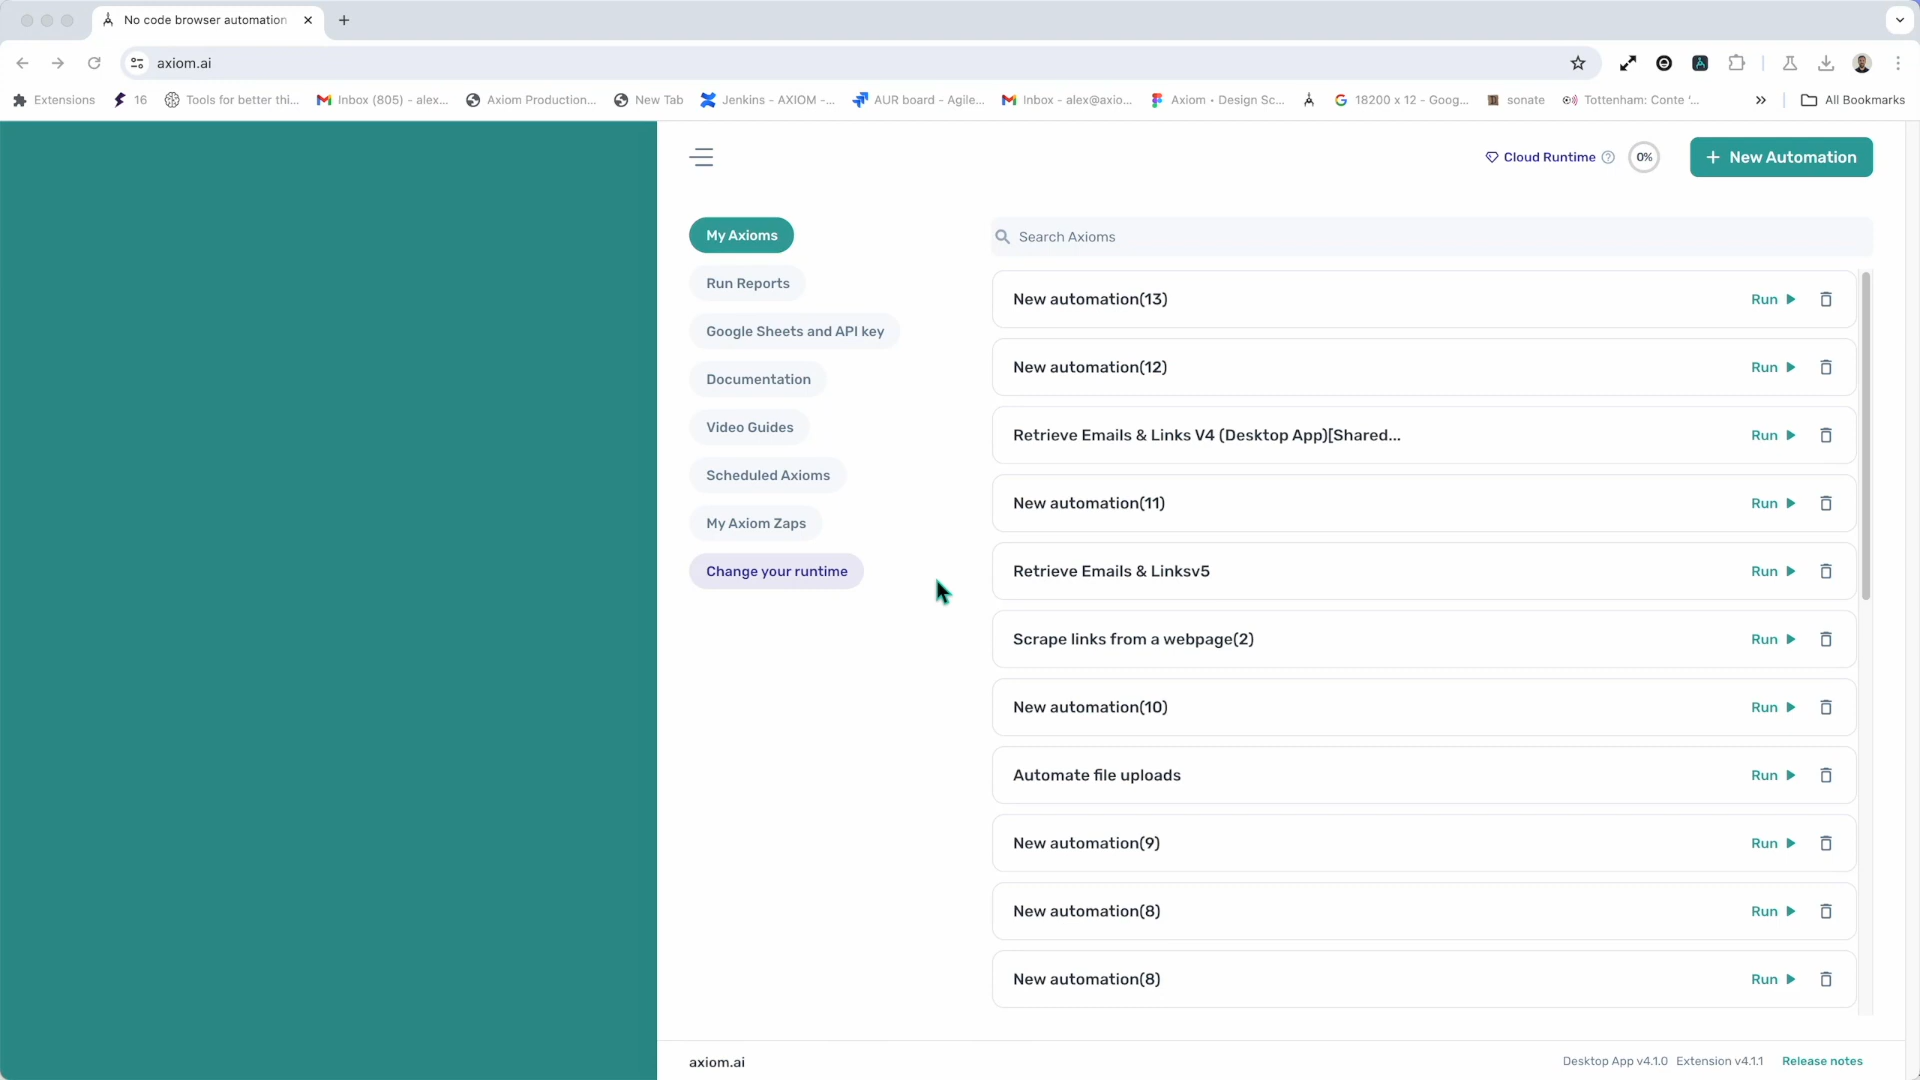 No code browser automation
axiom.ai
Extensions
16
Tools for better thi...
Inbox (805) - alex...
Axiom Production...
New Tab
Jenkins - AXIOM -...
AUR board - Agile...
Inbox - alex@axio...
Axiom • Design Sc...
18200 x 12 - Goog...
sonate
Tottenham: Conte ‘...
All Bookmarks
Cloud Runtime
0%
+ New Automation
My Axioms
Run Reports
Google Sheets and API key
Documentation
Video Guides
Scheduled Axioms
My Axiom Zaps
Change your runtime
Search Axioms
New automation(13)
Run
New automation(12)
Run
Retrieve Emails & Links V4 (Desktop App)[Shared...
Run
New automation(11)
Run
Retrieve Emails & Linksv5
Run
Scrape links from a webpage(2)
Run
New automation(10)
Run
Automate file uploads
Run
New automation(9)
Run
New automation(8)
Run
New automation(8)
Run
axiom.ai
Desktop App v4.1.0
Extension v4.1.1
Release notes